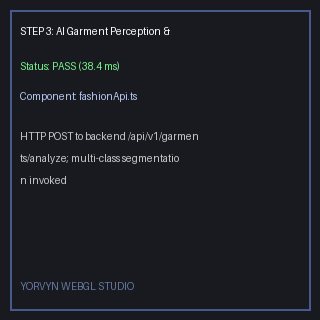 STEP 3: AI Garment Perception &
Status: PASS (38.4 ms)
Component: fashionApi.ts
HTTP POST to backend /api/v1/garmen
ts/analyze; multi-class segmentatio
n invoked
YORVYN WEBGL STUDIO